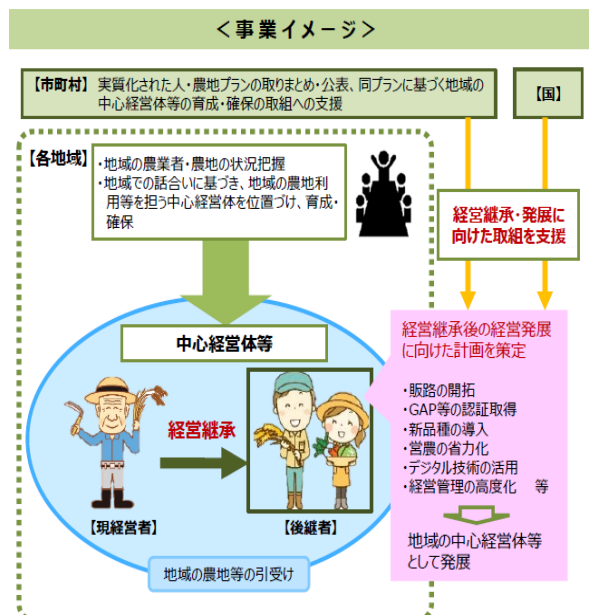 ＜事業イメージ＞
【市町村】 実質化された人・農地プランの取りまとめ・公表、同プランに基づく地域の
中心経営体等の育成・確保の取組への支援
【国】
【各地域】
・地域の農業者・農地の状況把握
・地域での話合いに基づき、地域の農地利
用等を担う中心経営体を位置づけ、育成・
確保
経営継承・発展に
向けた取組を支援
中心経営体等
経営継承
【現経営者】
【後継者】
地域の農地等の引受け
経営継承後の経営発展
に向けた計画を策定
・販路の開拓
・GAP等の認証取得
・新品種の導入
・営農の省力化
・デジタル技術の活用
・経営管理の高度化　等
地域の中心経営体等
として発展